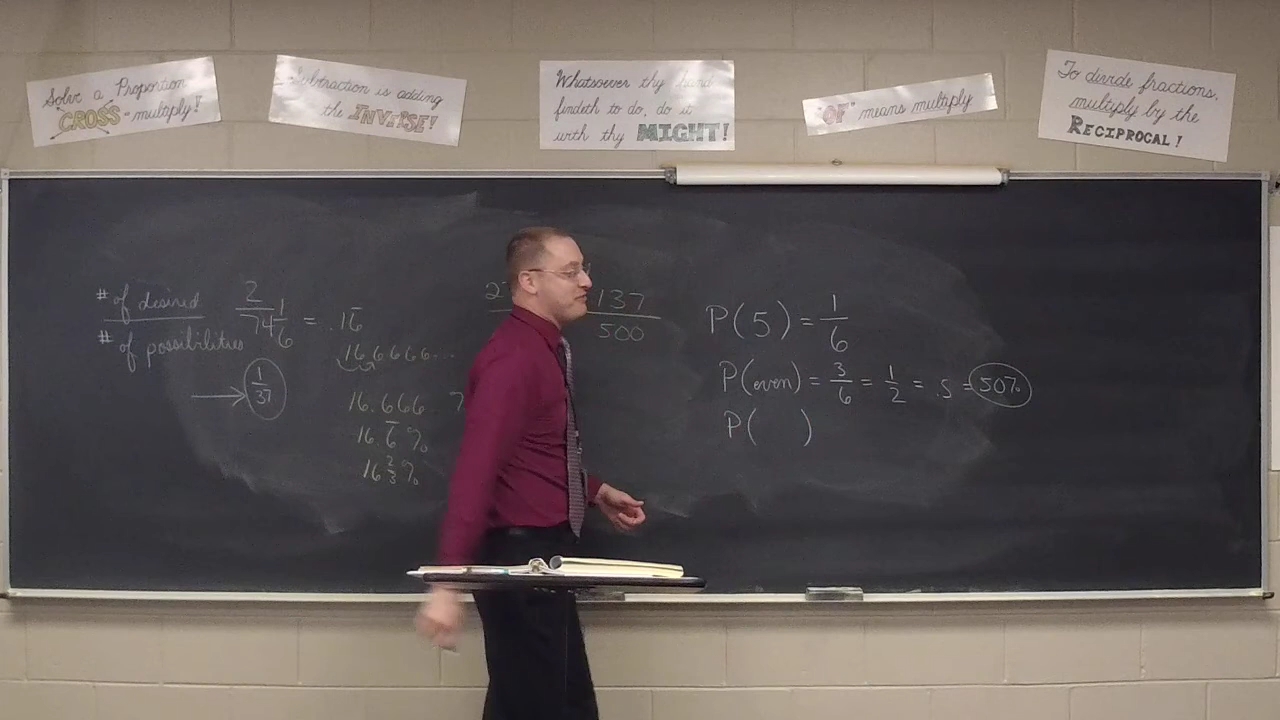 Solve a Proportion
CROSS-multiply!
Subtraction is adding
the INVERSE!
Whatsoever thy hand
findeth to do, do it
with thy MIGHT!
"OF" means multiply
To divide fractions,
multiply by the
RECIPROCAL!
# of desired
# of possibilities
2
74
→ 1/37
1/6 = .16̅
.166666...
16.666...
16.6̅%
16 2/3%
137
500
P(5) = 1/6
P(even) = 3/6 = 1/2 = .5 = 50%
P( )